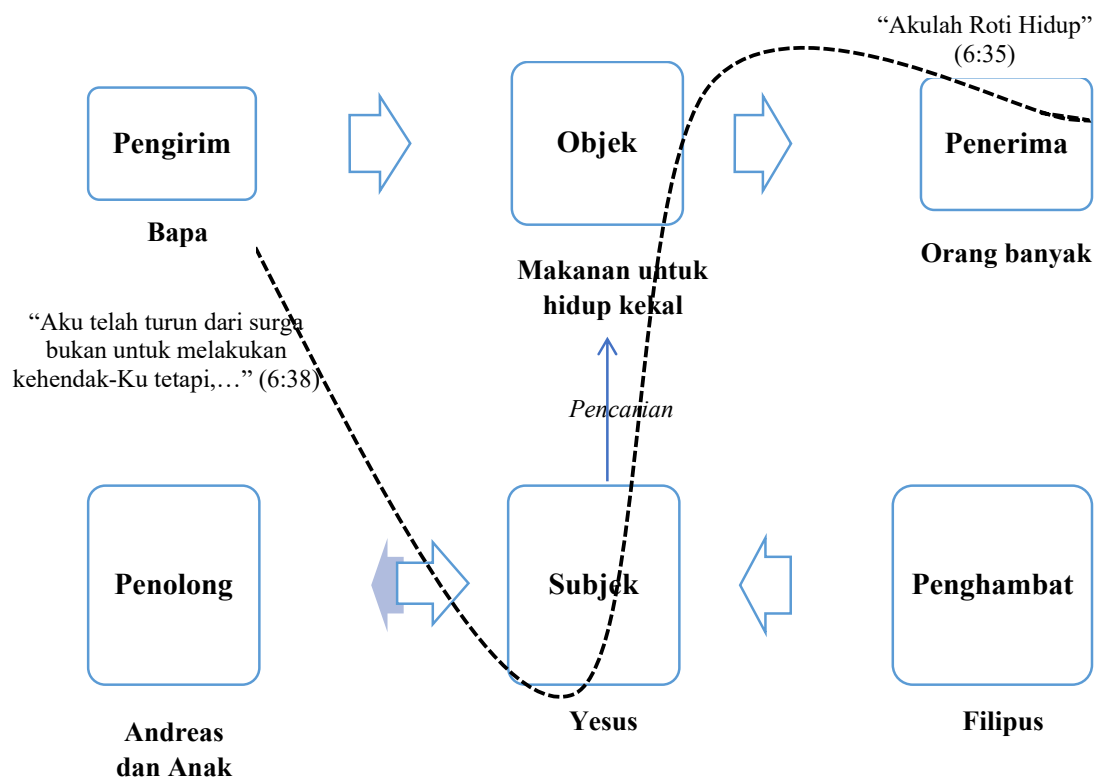 “Akulah Roti Hidup”
(6:35)
Pengirim
Objek
Penerima
Bapa
Makanan untuk
hidup kekal
Orang banyak
“Aku telah turun dari surga
bukan untuk melakukan
kehendak-Ku tetapi,…” (6:38)
Pencarian
Penolong
Subjek
Penghambat
Andreas
dan Anak
Yesus
Filipus